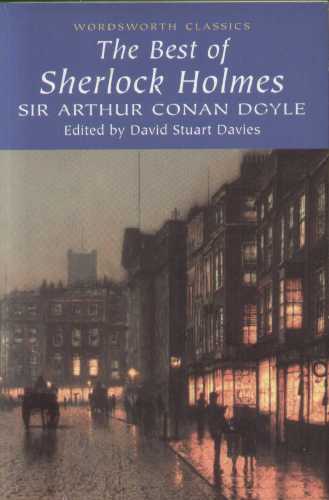 WORDSWORTH CLASSICS
The Best of
Sherlock Holmes
SIR ARTHUR CONAN DOYLE
Edited by David Stuart Davies